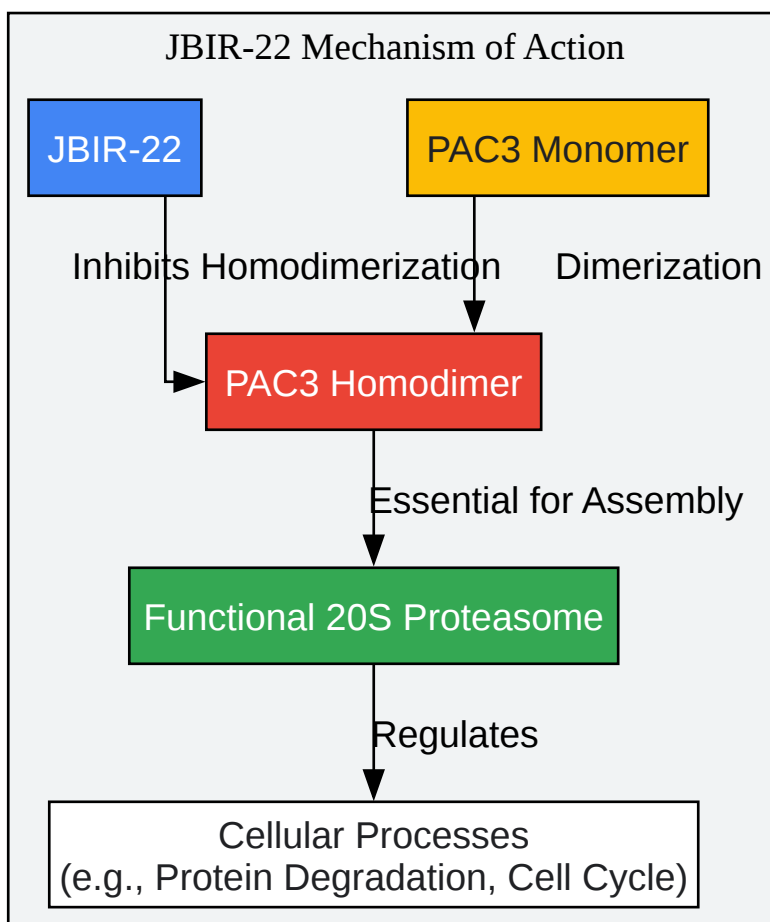 JBIR-22 Mechanism of Action
JBIR-22
PAC3 Monomer
Inhibits Homodimerization
Dimerization
PAC3 Homodimer
Essential for Assembly
Functional 20S Proteasome
Regulates
Cellular Processes
(e.g., Protein Degradation, Cell Cycle)